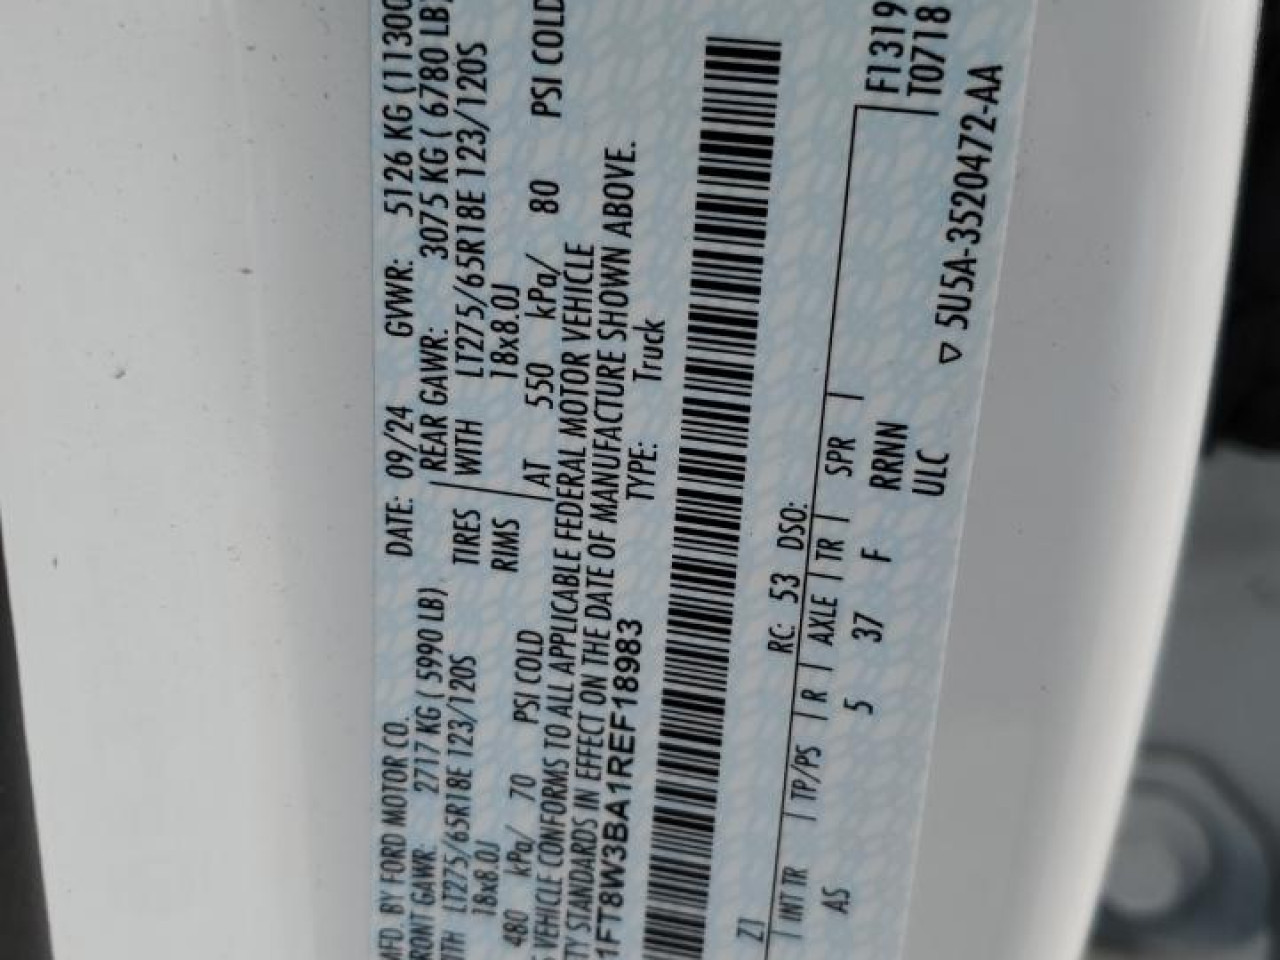 MFD. BY FORD MOTOR CO.
DATE: 09/24 GVWR: 5126 KG (11300
RONT GAWR: 2717 KG ( 5990 LB) REAR GAWR: 3075 KG ( 6780 LB)
TH LT275/65R18E 123/120S TIRES WITH LT275/65R18E 123/120S
18x8.0J RIMS 18x8.0J
480 kPa/ 70 PSI COLD AT 550 kPa/ 80 PSI COLD
VEHICLE CONFORMS TO ALL APPLICABLE FEDERAL MOTOR VEHICLE
TY STANDARDS IN EFFECT ON THE DATE OF MANUFACTURE SHOWN ABOVE.
1FT8W3BA1REF18983 TYPE: Truck
Z1 RC: 53 DSO:
INT TR TP/PS R AXLE TR SPR F1319
AS 5 37 F RRNN T0718
ULC
▽ 5U5A-3520472-AA